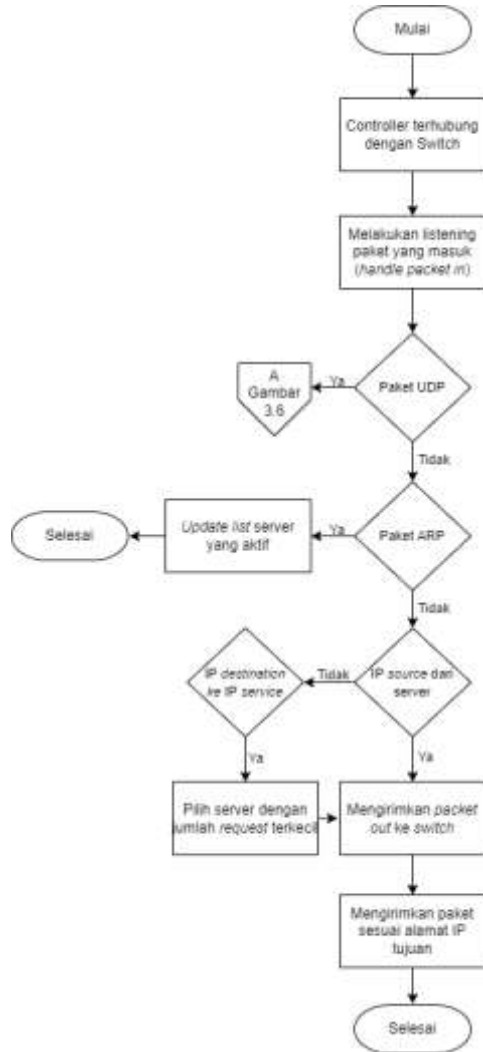 Mulai
Controller terhubung
dengan Switch
Melakukan listening
paket yang masuk
(handle packet in)
Paket UDP
Ya
A
Gambar
3.6
Tidak
Paket ARP
Ya
Update list server
yang aktif
Selesai
Tidak
IP source dari
server
Tidak
IP destination
ke IP service
Ya
Ya
Pilih server dengan
jumlah request terkecil
Mengirimkan packet
out ke switch
Mengirimkan paket
sesuai alamat IP
tujuan
Selesai